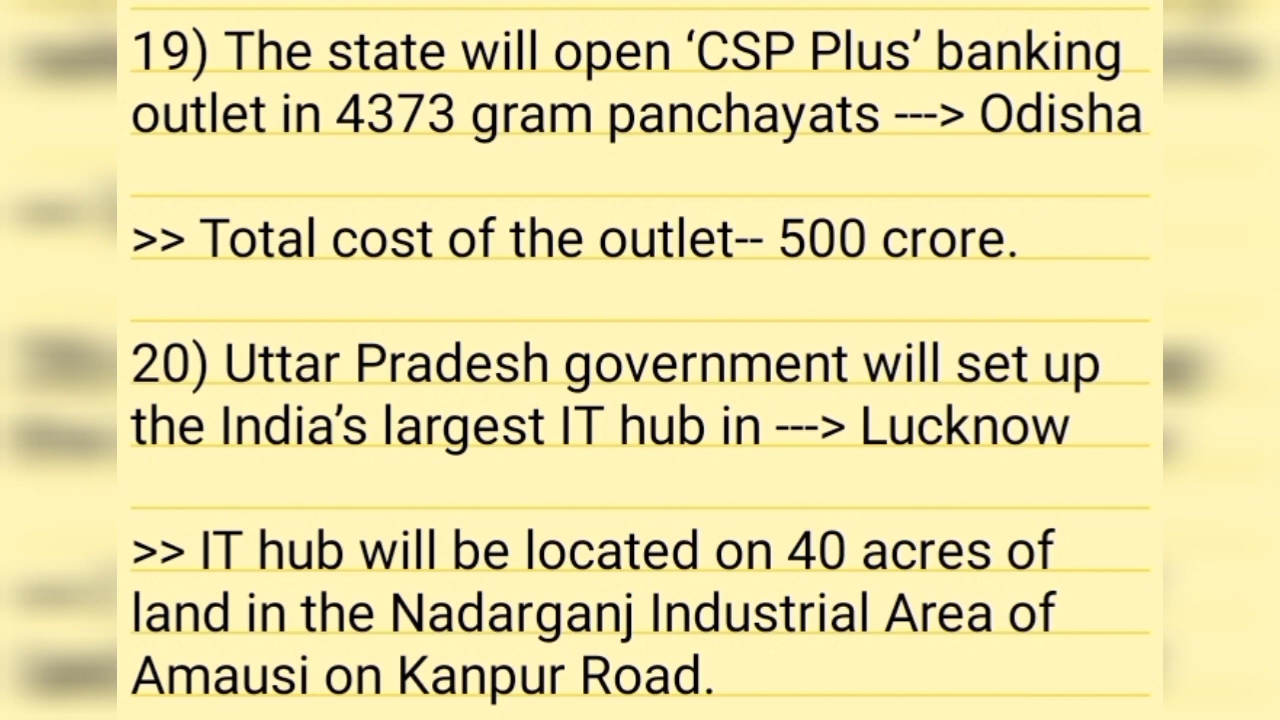 19) The state will open ‘CSP Plus’ banking
outlet in 4373 gram panchayats ---> Odisha
>> Total cost of the outlet-- 500 crore.
20) Uttar Pradesh government will set up
the India’s largest IT hub in ---> Lucknow
>> IT hub will be located on 40 acres of
land in the Nadarganj Industrial Area of
Amausi on Kanpur Road.